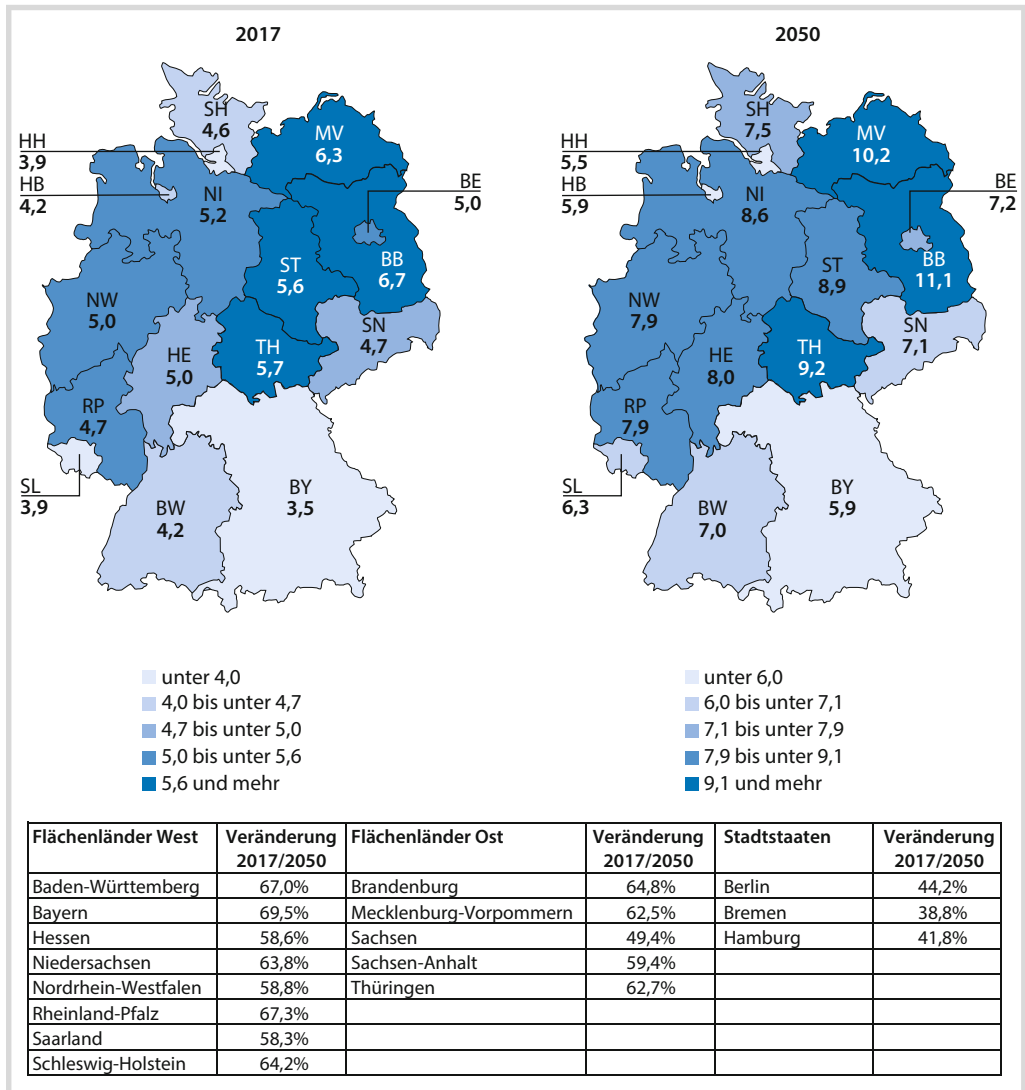 2017
SH
4,6
HH
3,9
MV
6,3
HB
4,2
NI
5,2
BE
5,0
ST
5,6
BB
6,7
NW
5,0
SN
4,7
HE
5,0
TH
5,7
RP
4,7
SL
3,9
BW
4,2
BY
3,5
unter 4,0
4,0 bis unter 4,7
4,7 bis unter 5,0
5,0 bis unter 5,6
5,6 und mehr
2050
SH
7,5
HH
5,5
MV
10,2
HB
5,9
NI
8,6
BE
7,2
ST
8,9
BB
11,1
NW
7,9
SN
7,1
HE
8,0
TH
9,2
RP
7,9
SL
6,3
BW
7,0
BY
5,9
unter 6,0
6,0 bis unter 7,1
7,1 bis unter 7,9
7,9 bis unter 9,1
9,1 und mehr
Flächenländer West Veränderung 2017/2050 Flächenländer Ost Veränderung 2017/2050 Stadtstaaten Veränderung 2017/2050
Baden-Württemberg 67,0% Brandenburg 64,8% Berlin 44,2%
Bayern 69,5% Mecklenburg-Vorpommern 62,5% Bremen 38,8%
Hessen 58,6% Sachsen 49,4% Hamburg 41,8%
Niedersachsen 63,8% Sachsen-Anhalt 59,4%
Nordrhein-Westfalen 58,8% Thüringen 62,7%
Rheinland-Pfalz 67,3%
Saarland 58,3%
Schleswig-Holstein 64,2%